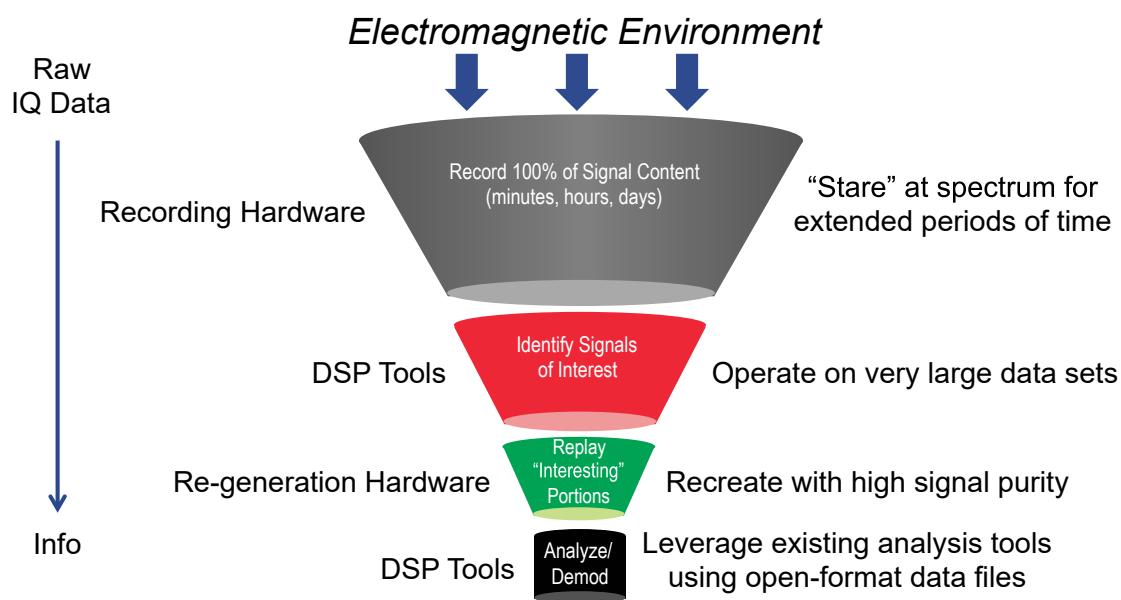 Electromagnetic Environment
Raw
IQ Data
Record 100% of Signal Content
(minutes, hours, days)
Recording Hardware
“Stare” at spectrum for
extended periods of time
Identify Signals
of Interest
DSP Tools
Operate on very large data sets
Replay
“Interesting”
Portions
Re-generation Hardware
Recreate with high signal purity
Info
Analyze/
Demod
DSP Tools
Leverage existing analysis tools
using open-format data files